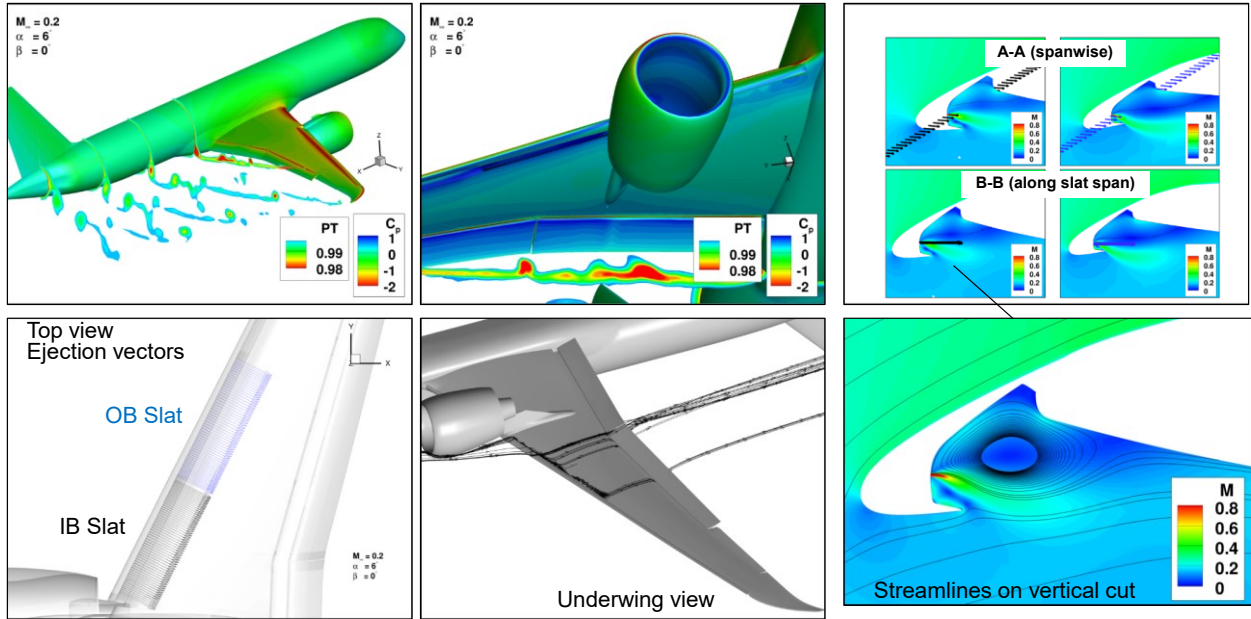 M∞ = 0.2
α = 6°
β = 0°
Z
X
Y
PT
0.99
0.98
Cp
1
0
-1
-2
M∞ = 0.2
α = 6°
β = 0°
Z
Y
PT
0.99
0.98
Cp
1
0
-1
-2
A-A (spanwise)
M
0.8
0.6
0.4
0.2
0
M
0.8
0.6
0.4
0.2
0
B-B (along slat span)
M
0.8
0.6
0.4
0.2
0
M
0.8
0.6
0.4
0.2
0
Top view
Ejection vectors
Y
Z
X
OB Slat
IB Slat
M∞ = 0.2
α = 6°
β = 0°
Underwing view
M
0.8
0.6
0.4
0.2
0
Streamlines on vertical cut